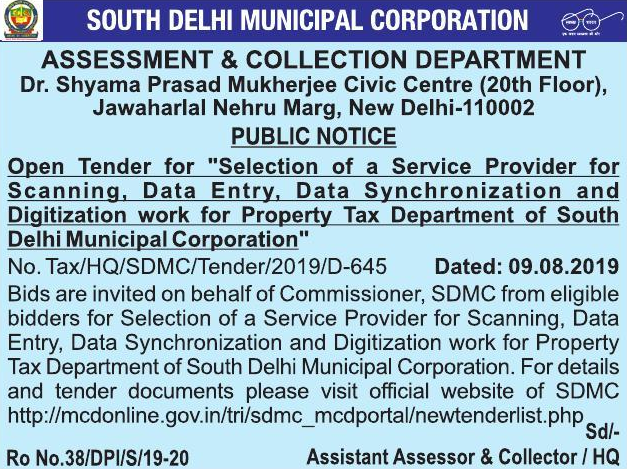 SOUTH DELHI MUNICIPAL CORPORATION
ASSESSMENT & COLLECTION DEPARTMENT
Dr. Shyama Prasad Mukherjee Civic Centre (20th Floor),
Jawaharlal Nehru Marg, New Delhi-110002
PUBLIC NOTICE
Open Tender for "Selection of a Service Provider for
Scanning, Data Entry, Data Synchronization and
Digitization work for Property Tax Department of South
Delhi Municipal Corporation"
No. Tax/HQ/SDMC/Tender/2019/D-645 Dated: 09.08.2019
Bids are invited on behalf of Commissioner, SDMC from eligible
bidders for Selection of a Service Provider for Scanning, Data
Entry, Data Synchronization and Digitization work for Property
Tax Department of South Delhi Municipal Corporation. For details
and tender documents please visit official website of SDMC
http://mcdonline.gov.in/tri/sdmc_mcdportal/newtenderlist.php
Sd/-
Ro No.38/DPI/S/19-20 Assistant Assessor & Collector / HQ